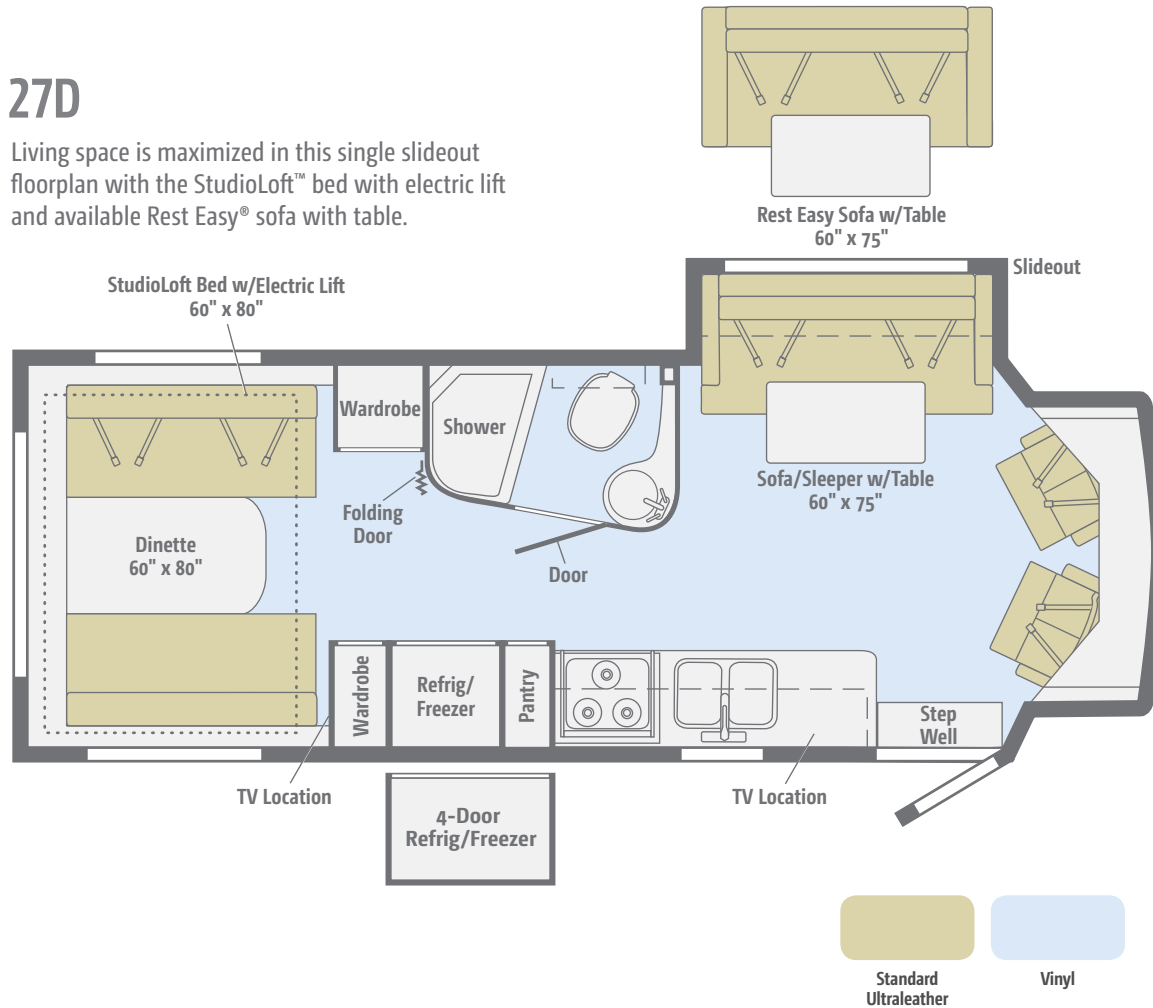 27D
Living space is maximized in this single slideout
floorplan with the StudioLoft™ bed with electric lift
and available Rest Easy® sofa with table.
Rest Easy Sofa w/Table
60" x 75"
Slideout
StudioLoft Bed w/Electric Lift
60" x 80"
Wardrobe
Shower
Folding
Door
Sofa/Sleeper w/Table
60" x 75"
Dinette
60" x 80"
Door
Wardrobe
Refrig/
Freezer
Pantry
Step
Well
TV Location
TV Location
4-Door
Refrig/Freezer
Standard
Ultraleather
Vinyl